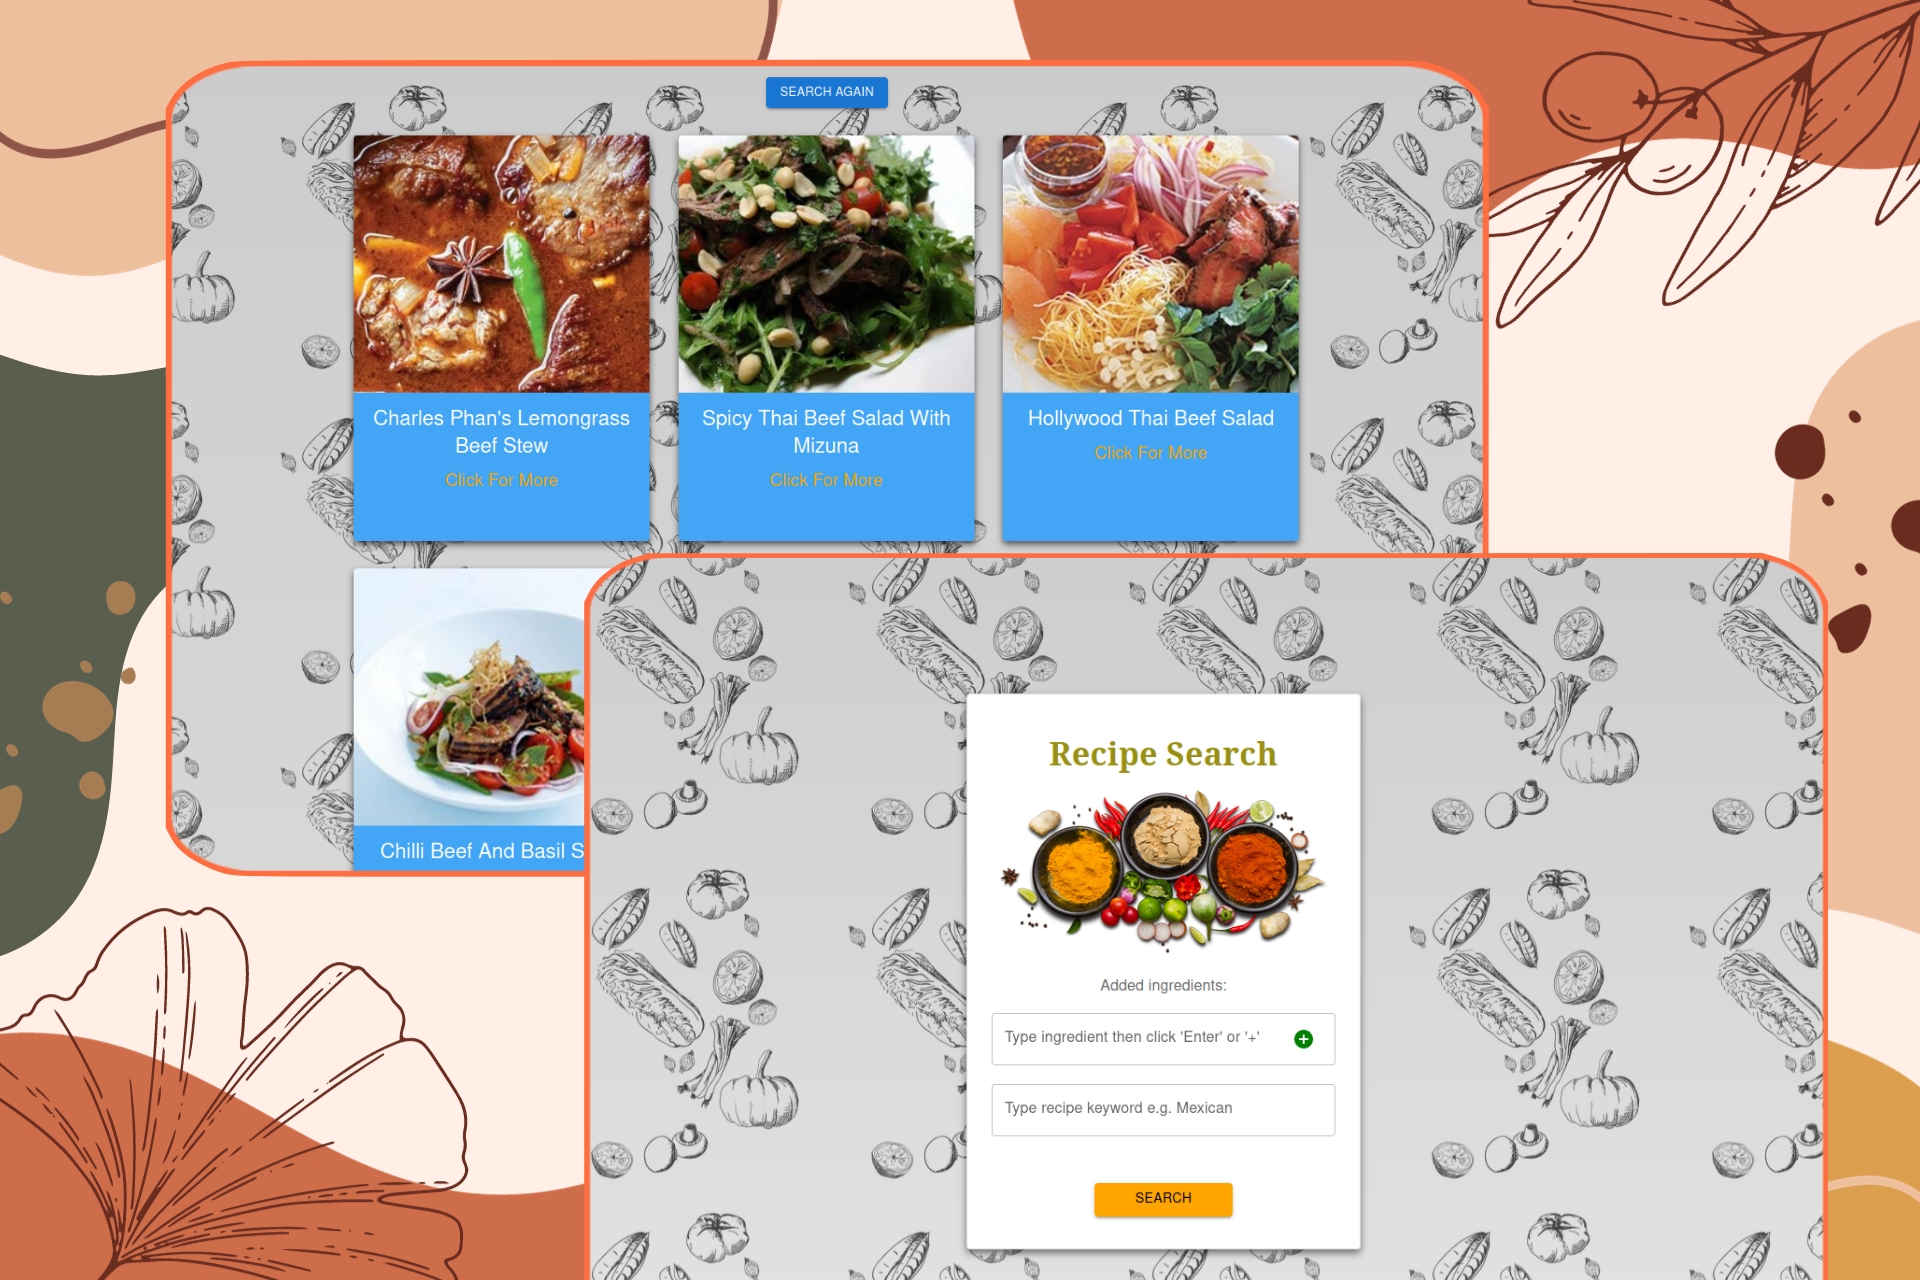 SEARCH AGAIN
Charles Phan's Lemongrass
Beef Stew
Click For More
Spicy Thai Beef Salad With
Mizuna
Click For More
Hollywood Thai Beef Salad
Click For More
Chilli Beef And Basil S
Recipe Search
Added ingredients:
Type ingredient then click 'Enter' or '+'
Type recipe keyword e.g. Mexican
SEARCH